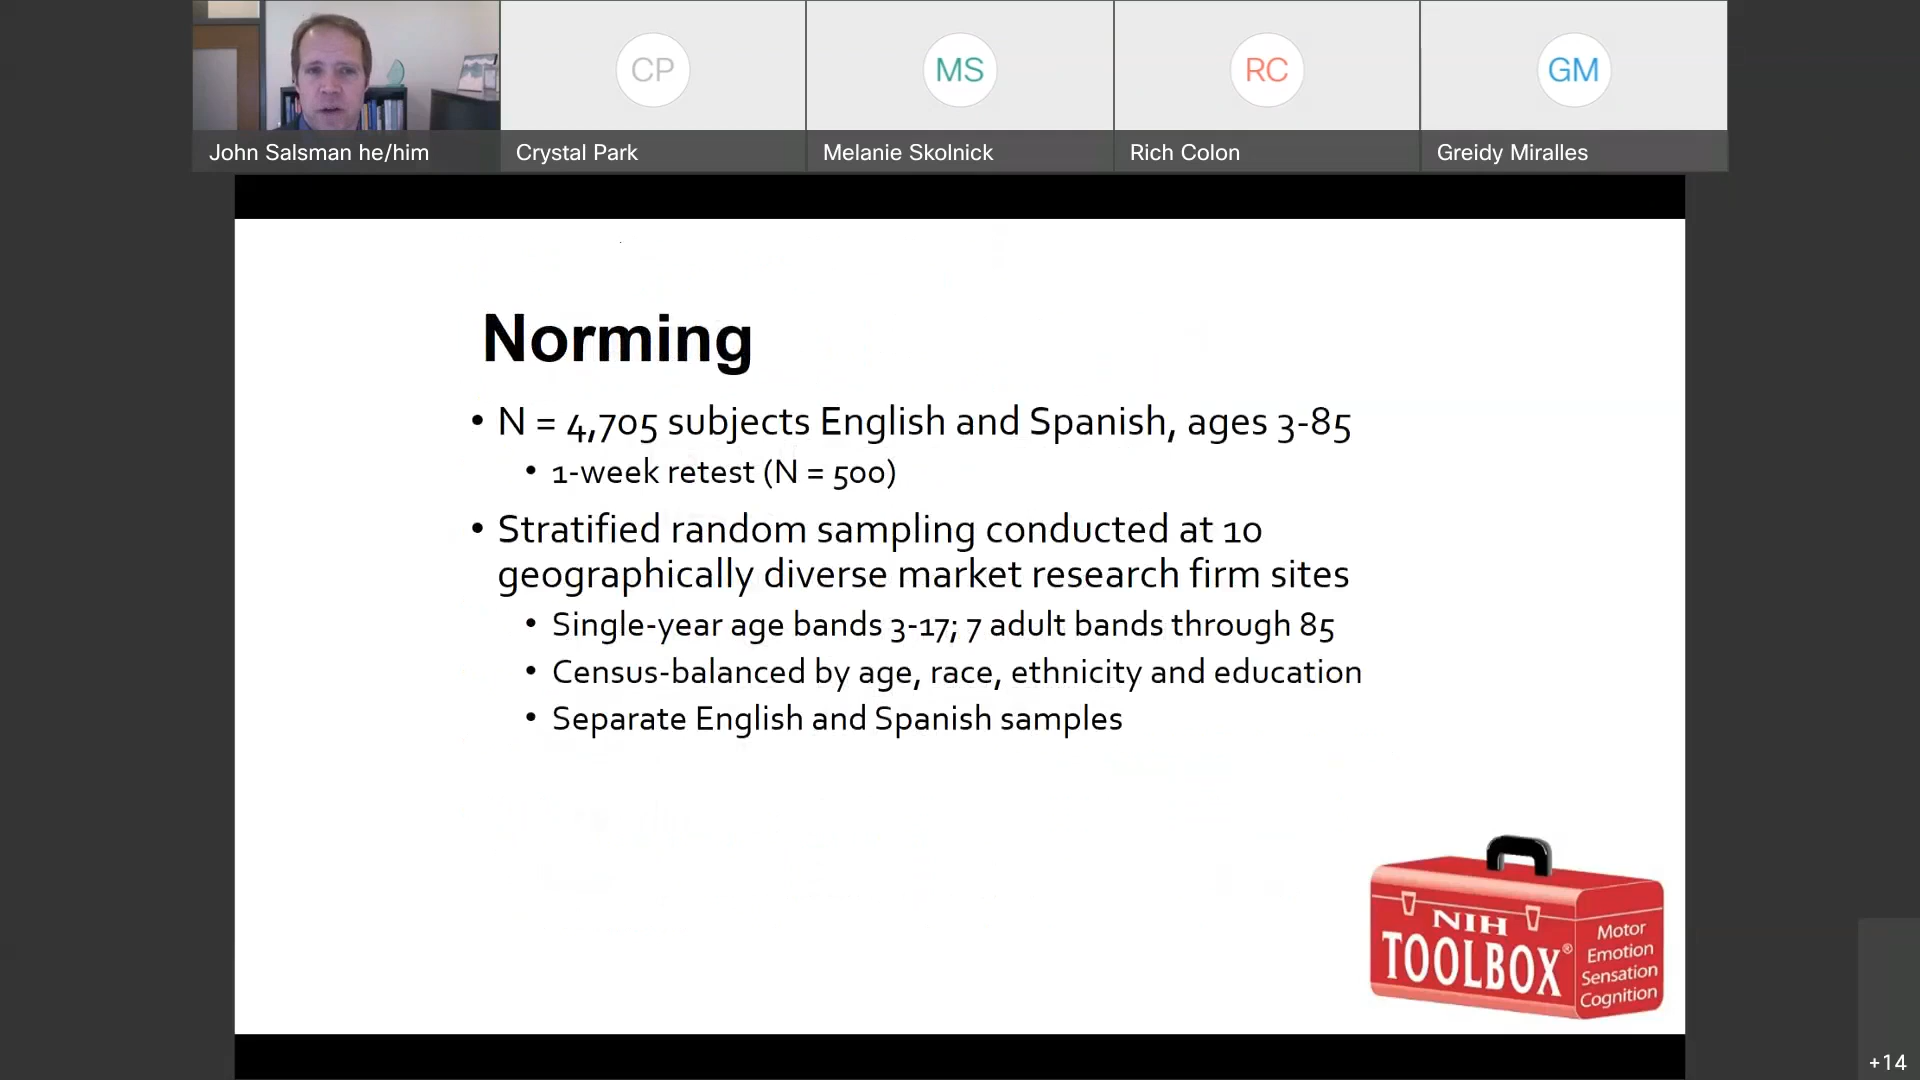 CP
MS
RC
GM
John Salsman he/him
Crystal Park
Melanie Skolnick
Rich Colon
Greidy Miralles
Norming
• N = 4,705 subjects English and Spanish, ages 3-85
• 1-week retest (N = 500)
• Stratified random sampling conducted at 10
geographically diverse market research firm sites
• Single-year age bands 3-17; 7 adult bands through 85
• Census-balanced by age, race, ethnicity and education
• Separate English and Spanish samples
NIH
TOOLBOX®
Motor
Emotion
Sensation
Cognition
+14